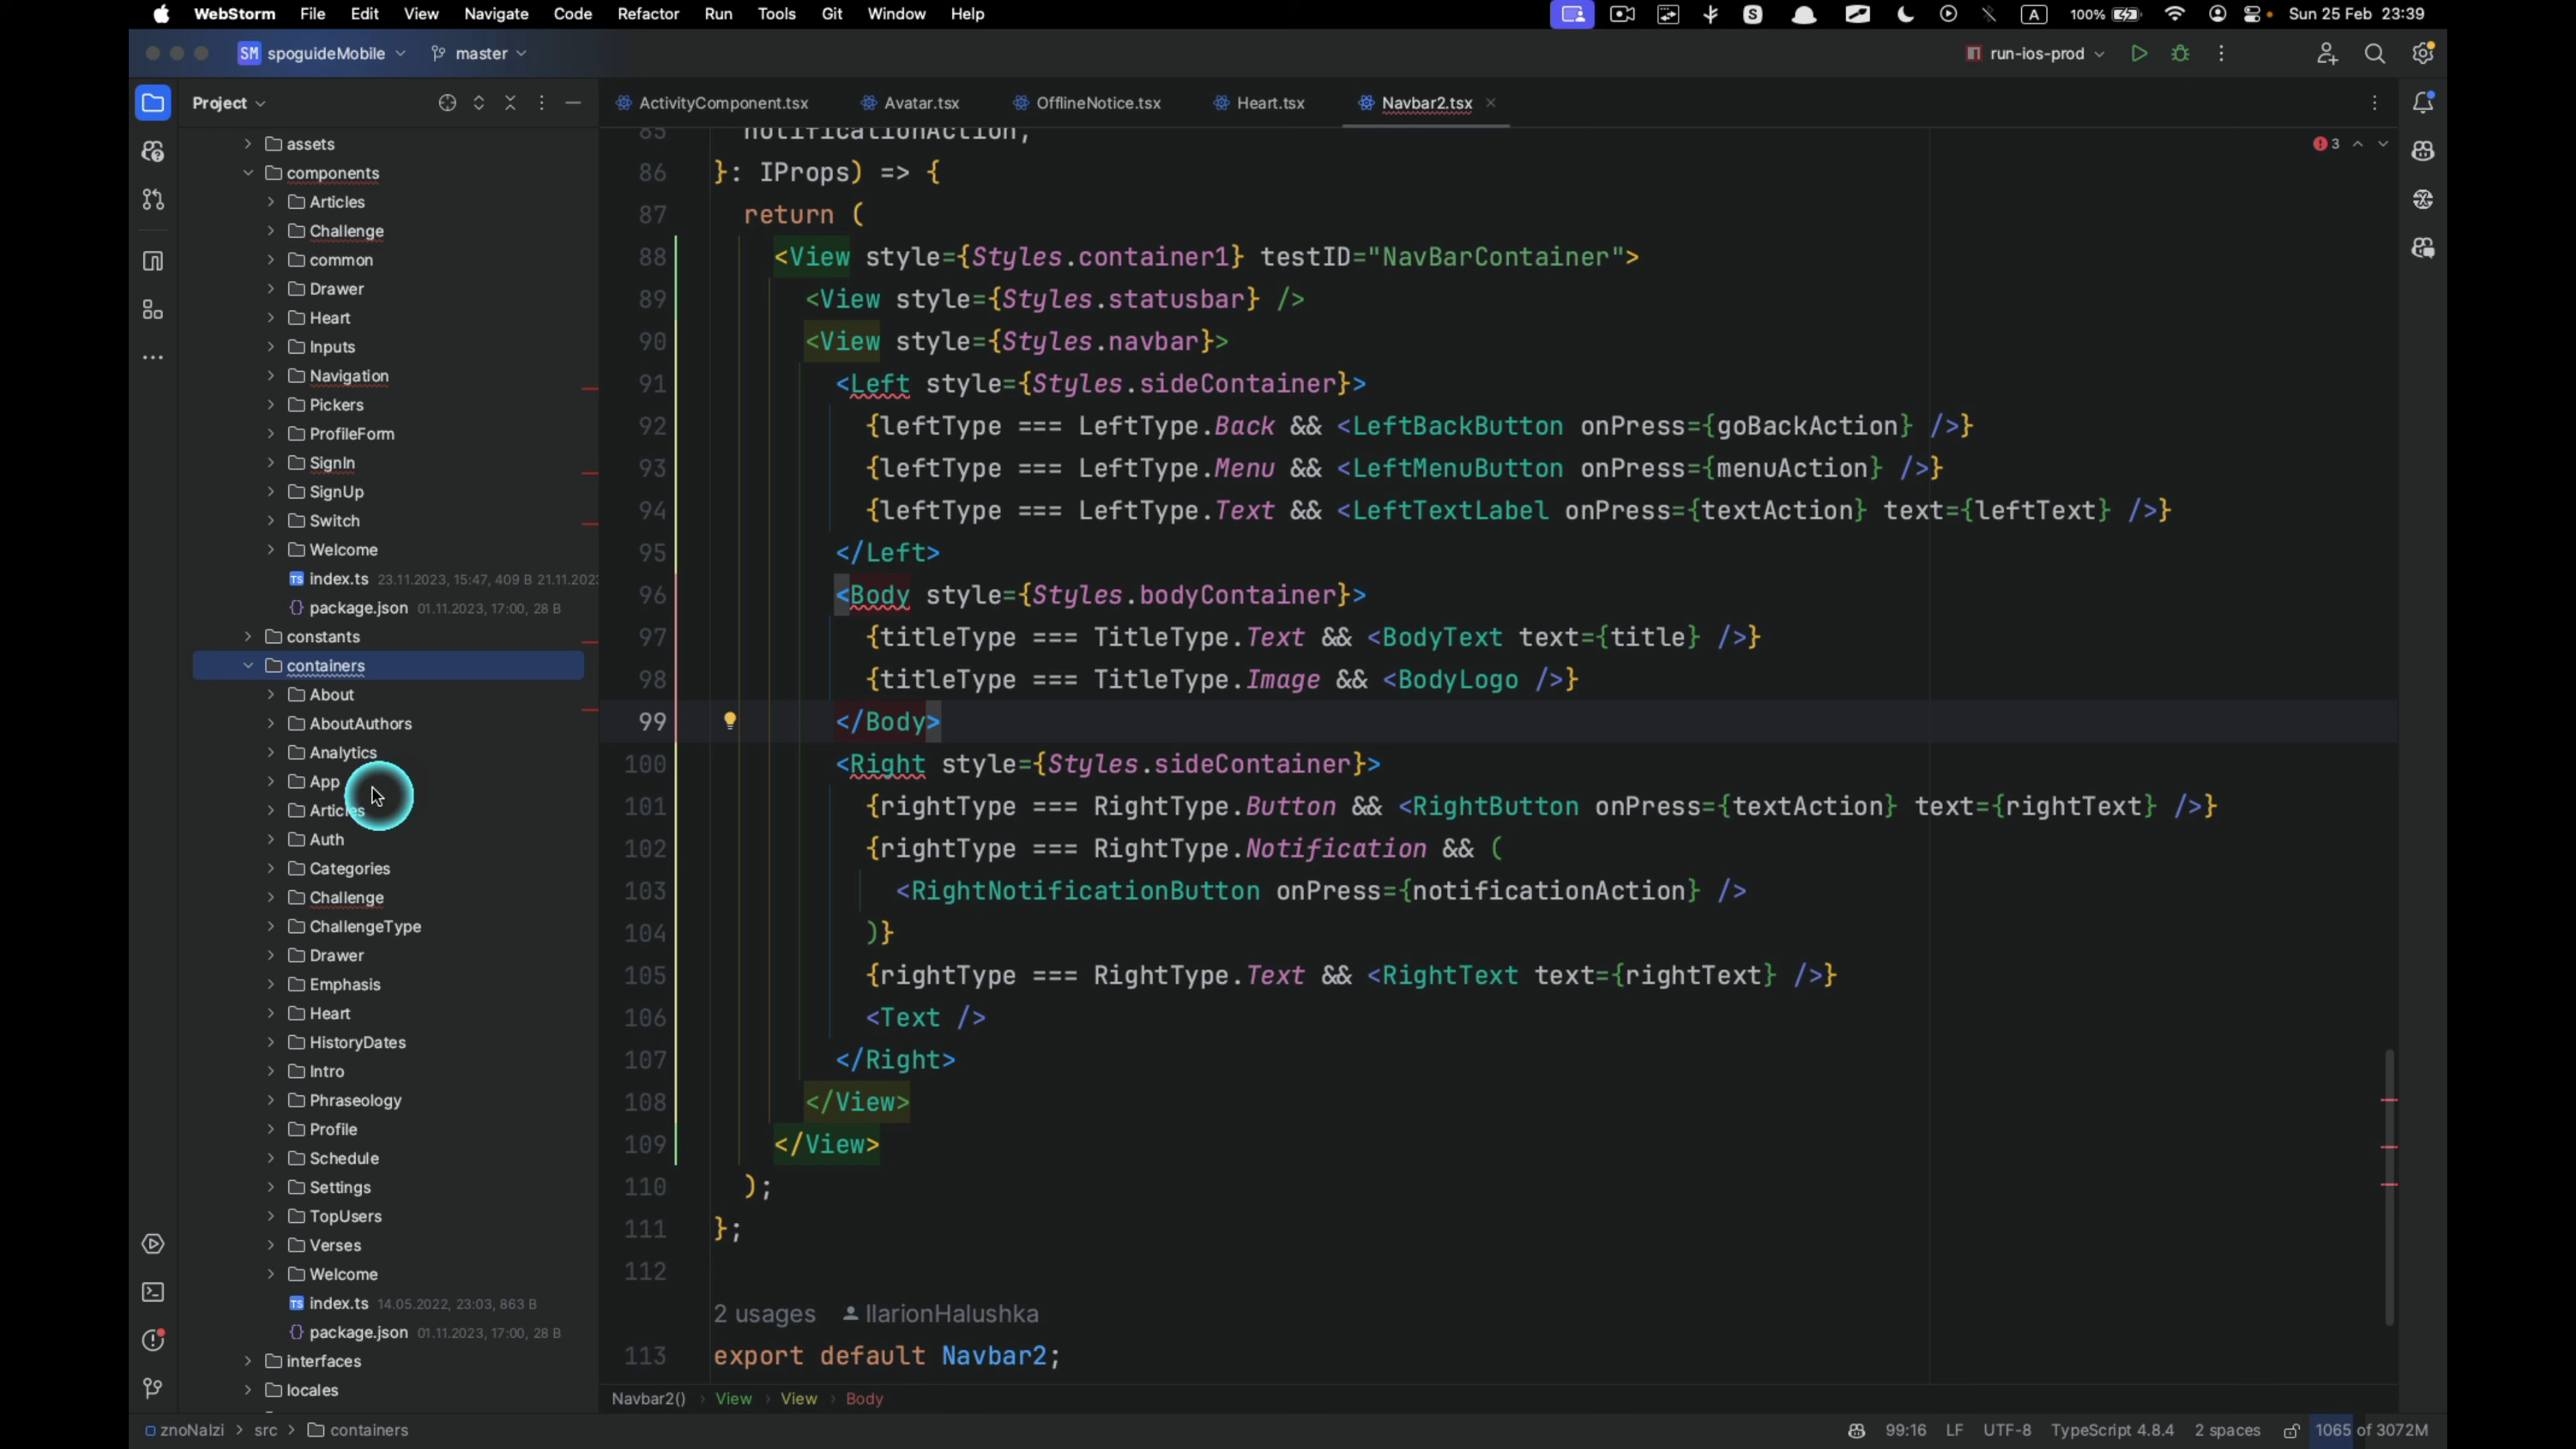 WebStorm File Edit View Navigate Code Refactor Run Tools Git Window Help S A 100% Sun 25 Feb 23:39
SM spoguideMobile master run-ios-prod
Project
assets
components
Articles
Challenge
common
Drawer
Heart
Inputs
Navigation
Pickers
ProfileForm
SignIn
SignUp
Switch
Welcome
TS index.ts 23.11.2023, 15:47, 409 B 21.11.202
{} package.json 01.11.2023, 17:00, 28 B
constants
containers
About
AboutAuthors
Analytics
App
Articles
Auth
Categories
Challenge
ChallengeType
Drawer
Emphasis
Heart
HistoryDates
Intro
Phraseology
Profile
Schedule
Settings
TopUsers
Verses
Welcome
TS index.ts 14.05.2022, 23:03, 863 B
{} package.json 01.11.2023, 17:00, 28 B
interfaces
locales
ActivityComponent.tsx Avatar.tsx OfflineNotice.tsx Heart.tsx Navbar2.tsx
3
85 notificationAction,
86 }: IProps) => {
87 return (
88 <View style={Styles.container1} testID="NavBarContainer">
89 <View style={Styles.statusbar} />
90 <View style={Styles.navbar}>
91 <Left style={Styles.sideContainer}>
92 {leftType === LeftType.Back && <LeftBackButton onPress={goBackAction} />}
93 {leftType === LeftType.Menu && <LeftMenuButton onPress={menuAction} />}
94 {leftType === LeftType.Text && <LeftTextLabel onPress={textAction} text={leftText} />}
95 </Left>
96 <Body style={Styles.bodyContainer}>
97 {titleType === TitleType.Text && <BodyText text={title} />}
98 {titleType === TitleType.Image && <BodyLogo />}
99 </Body>
100 <Right style={Styles.sideContainer}>
101 {rightType === RightType.Button && <RightButton onPress={textAction} text={rightText} />}
102 {rightType === RightType.Notification && (
103 <RightNotificationButton onPress={notificationAction} />
104 )}
105 {rightType === RightType.Text && <RightText text={rightText} />}
106 <Text />
107 </Right>
108 </View>
109 </View>
110 );
111 };
112
2 usages IlarionHalushka
113 export default Navbar2;
Navbar2() View View Body
znoNalzi > src > containers 99:16 LF UTF-8 TypeScript 4.8.4 2 spaces 1065 of 3072M